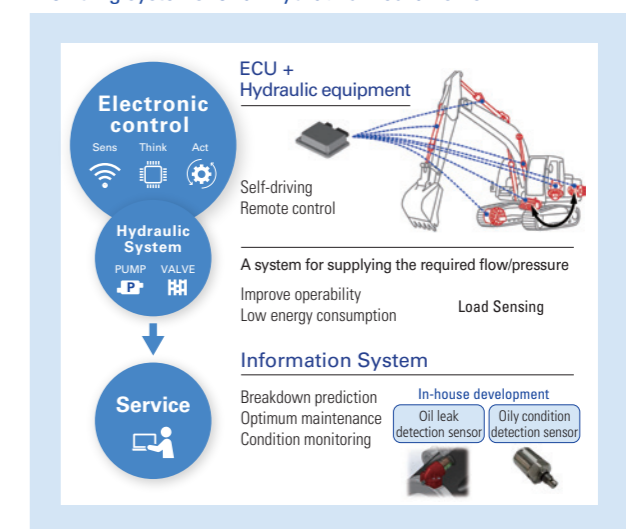 ECU +
Hydraulic equipment
Electronic
control
Sens Think Act
Self-driving
Remote control
Hydraulic
System
PUMP VALVE
P
A system for supplying the required flow/pressure
Improve operability
Low energy consumption
Load Sensing
Information System
Service
Breakdown prediction
Optimum maintenance
Condition monitoring
In-house development
Oil leak
detection sensor
Oily condition
detection sensor